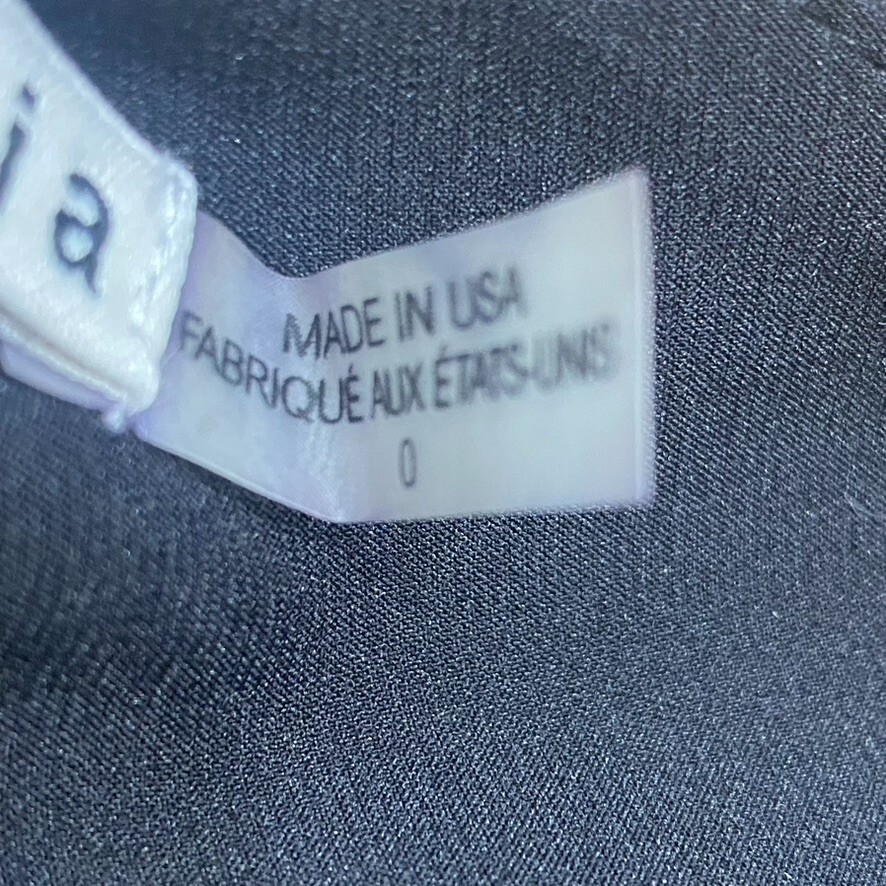 ia
MADE IN USA
FABRIQUÉ AUX ÉTATS-UNIS
0